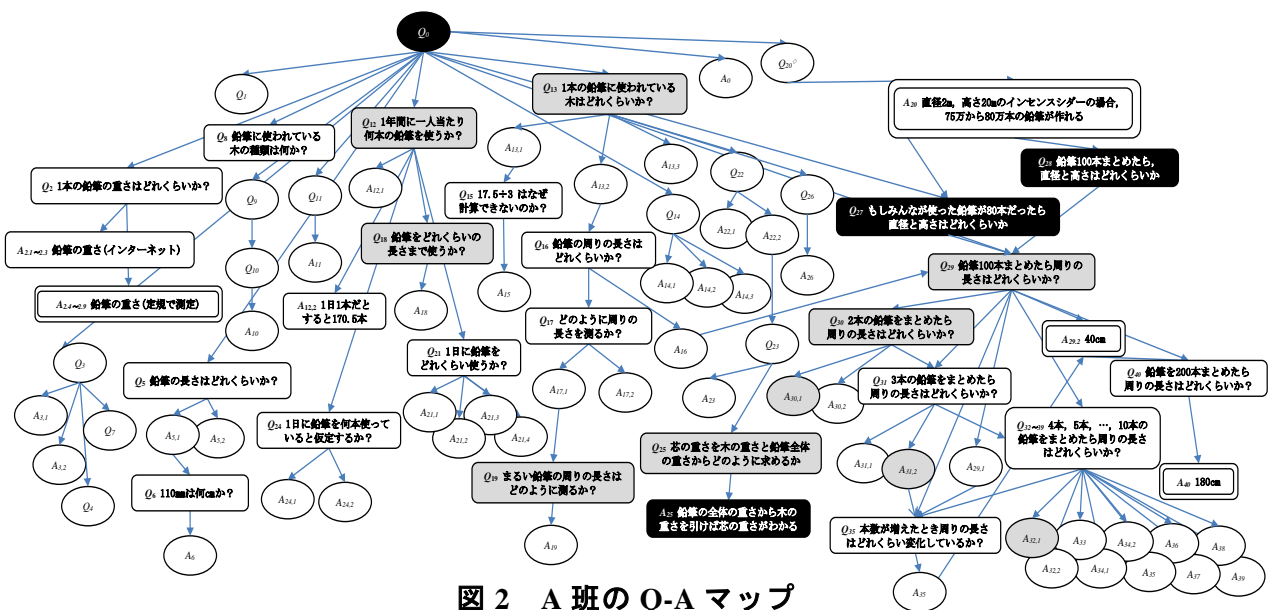 Q0
Q1
A0
Q20◇
Q13 1本の鉛筆に使われている
木はどれくらいか？
A20 直径2m，高さ20mのインセンスシダーの場合，
75万から80万本の鉛筆が作れる
Q8 鉛筆に使われている
木の種類は何か？
Q12 1年間に一人当たり
何本の鉛筆を使うか？
A13,1
A13,2
A13,3
Q22
Q26
Q28 鉛筆100本まとめたら，
直径と高さはどれくらいか
Q2 1本の鉛筆の重さはどれくらいか？
Q9
Q11
A12,1
Q15 17.5÷3 はなぜ
計算できないのか？
Q14
A22,1
A22,2
Q27 もしみんなが使った鉛筆が80本だったら
直径と高さはどれくらいか
A2.1~2.3 鉛筆の重さ(インターネット)
Q10
A11
Q18 鉛筆をどれくらいの
長さまで使うか？
Q16 鉛筆の周りの長さは
どれくらいか？
A14,1
A14,2
A14,3
A26
Q29 鉛筆100本まとめたら周りの
長さはどれくらいか？
A2.4~2.9 鉛筆の重さ(定規で測定)
A10
A12,2 1日1本だと
すると170.5本
A18
A15
Q17 どのように周りの
長さを測るか？
A16
Q23
Q30 2本の鉛筆をまとめたら
周りの長さはどれくらいか？
A29,2 40cm
Q3
Q5 鉛筆の長さはどれくらいか？
Q21 1日に鉛筆を
どれくらい使うか？
A17,1
A17,2
A23
A30,1
A30,2
Q31 3本の鉛筆をまとめたら
周りの長さはどれくらいか？
Q40 鉛筆を200本まとめたら
周りの長さはどれくらいか？
A3,1
A3,2
Q7
Q4
A5,1
A5,2
Q24 1日に鉛筆を何本使って
いると仮定するか？
A21,1
A21,2
A21,3
A21,4
Q25 芯の重さを木の重さと鉛筆全体
の重さからどのように求めるか
A31,1
A31,2
A29,1
Q32~39 4本，5本，…，10本の
鉛筆をまとめたら周りの長さ
はどれくらいか？
Q6 110mmは何cmか？
A24,1
A24,2
Q19 まるい鉛筆の周りの長さは
どのように測るか？
A40 180cm
A6
A19
A25 鉛筆の全体の重さから木の
重さを引けば芯の重さがわかる
Q35 本数が増えたとき周りの長さ
はどれくらい変化しているか？
A32,1
A33
A34,2
A36
A38
A32,2
A34,1
A35
A37
A39
A35
図 2　A 班の Q-A マップ